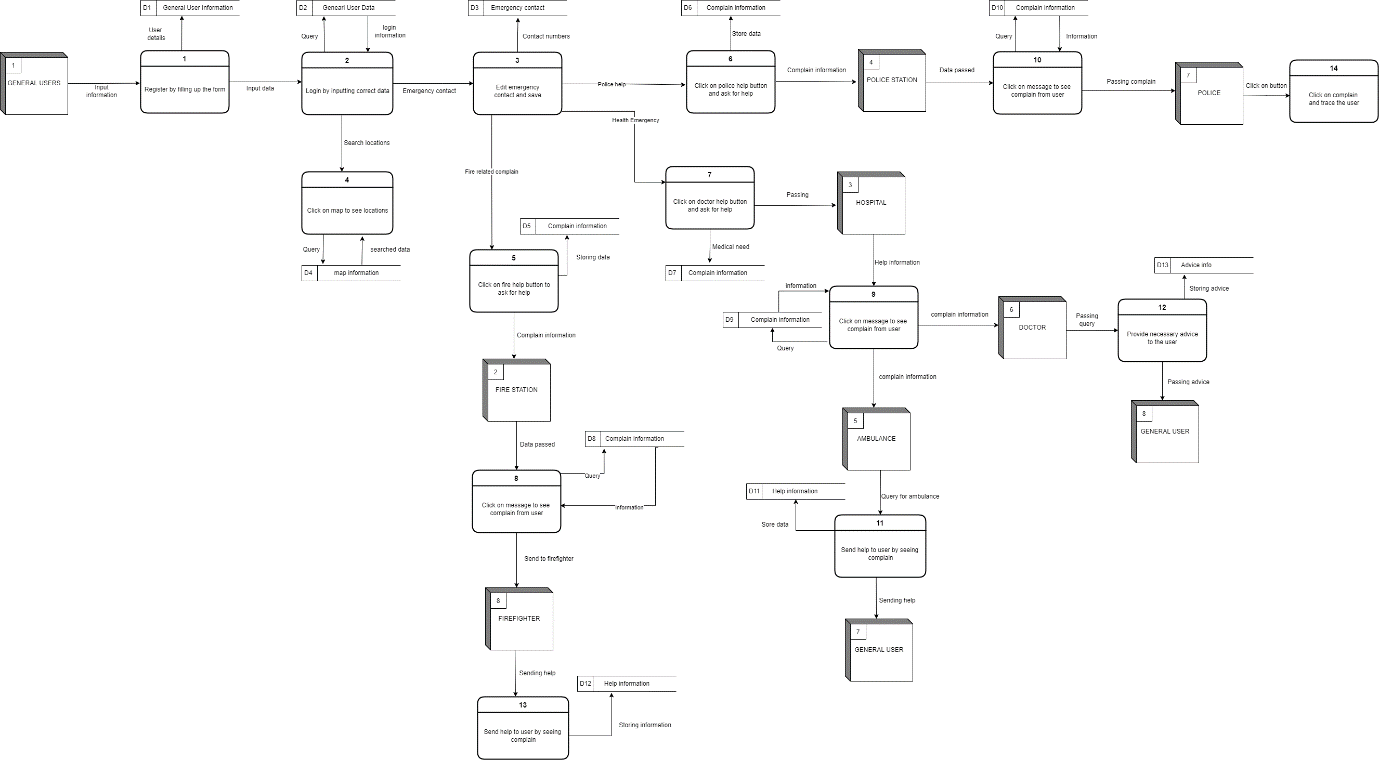 D1 General User Information
D2 Genearl User Data
D3 Emergency contact
D6 Complain information
D10 Complain information
User
details
Query
login
information
Contact numbers
Store data
Query
Information
1
GENERAL USERS
Input
information
1
Register by filling up the form
Input data
2
Login by inputting correct data
Emergency contact
3
Edit emergency
contact and save
Police help
6
Click on police help button
and ask for help
Complain information
4
POLICE STATION
Data passed
10
Click on message to see
complain from user
Passing complain
7
POLICE
Click on button
14
Click on complain
and trace the user
Health Emergency
Search locations
Fire related complain
4
Click on map to see locations
Query
searched data
D4 map information
7
Click on doctor help button
and ask for help
Passing
3
HOSPITAL
Medical need
D7 Complain information
Help information
D5 Complain information
Storing data
5
Click on fire help button to
ask for help
Complain information
information
D9 Complain information
Query
9
Click on message to see
complain from user
complain information
6
DOCTOR
Passing
query
D13 Advice info
Storing advice
12
Provide necessary advice
to the user
Passing advice
8
GENERAL USER
2
FIRE STATION
Data passed
D8 Complain information
Query
information
8
Click on message to see
complain from user
Send to firefighter
complain information
5
AMBULANCE
Query for ambulance
D11 Help information
Sore data
11
Send help to user by seeing
complain
Sending help
7
GENERAL USER
6
FIREFIGHTER
Sending help
D12 Help information
Storing information
13
Send help to user by seeing
complain